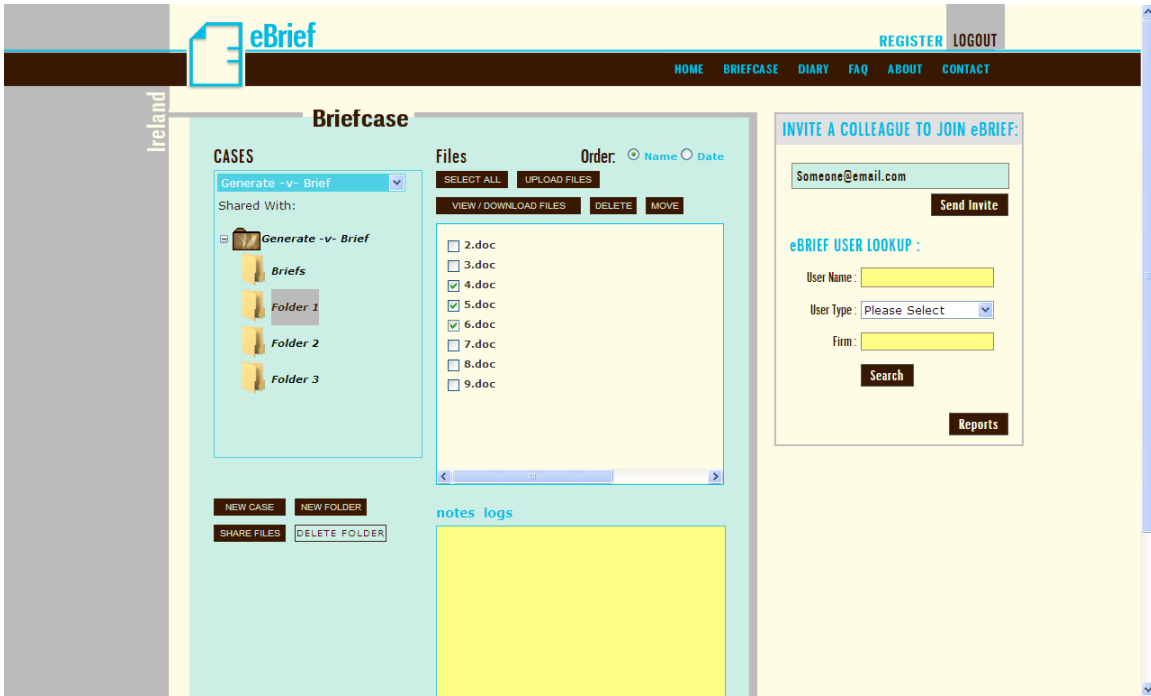 eBrief
REGISTER LOGOUT
HOME BRIEFCASE DIARY FAQ ABOUT CONTACT
Ireland
Briefcase
CASES
Generate -v- Brief
Shared With:
Generate -v- Brief
Briefs
Folder 1
Folder 2
Folder 3
NEW CASE NEW FOLDER
SHARE FILES DELETE FOLDER
Files Order: Name Date
SELECT ALL UPLOAD FILES
VIEW / DOWNLOAD FILES DELETE MOVE
2.doc
3.doc
4.doc
5.doc
6.doc
7.doc
8.doc
9.doc
notes logs
INVITE A COLLEAGUE TO JOIN eBRIEF:
Someone@email.com
Send Invite
eBRIEF USER LOOKUP :
User Name :
User Type : Please Select
Firm :
Search
Reports